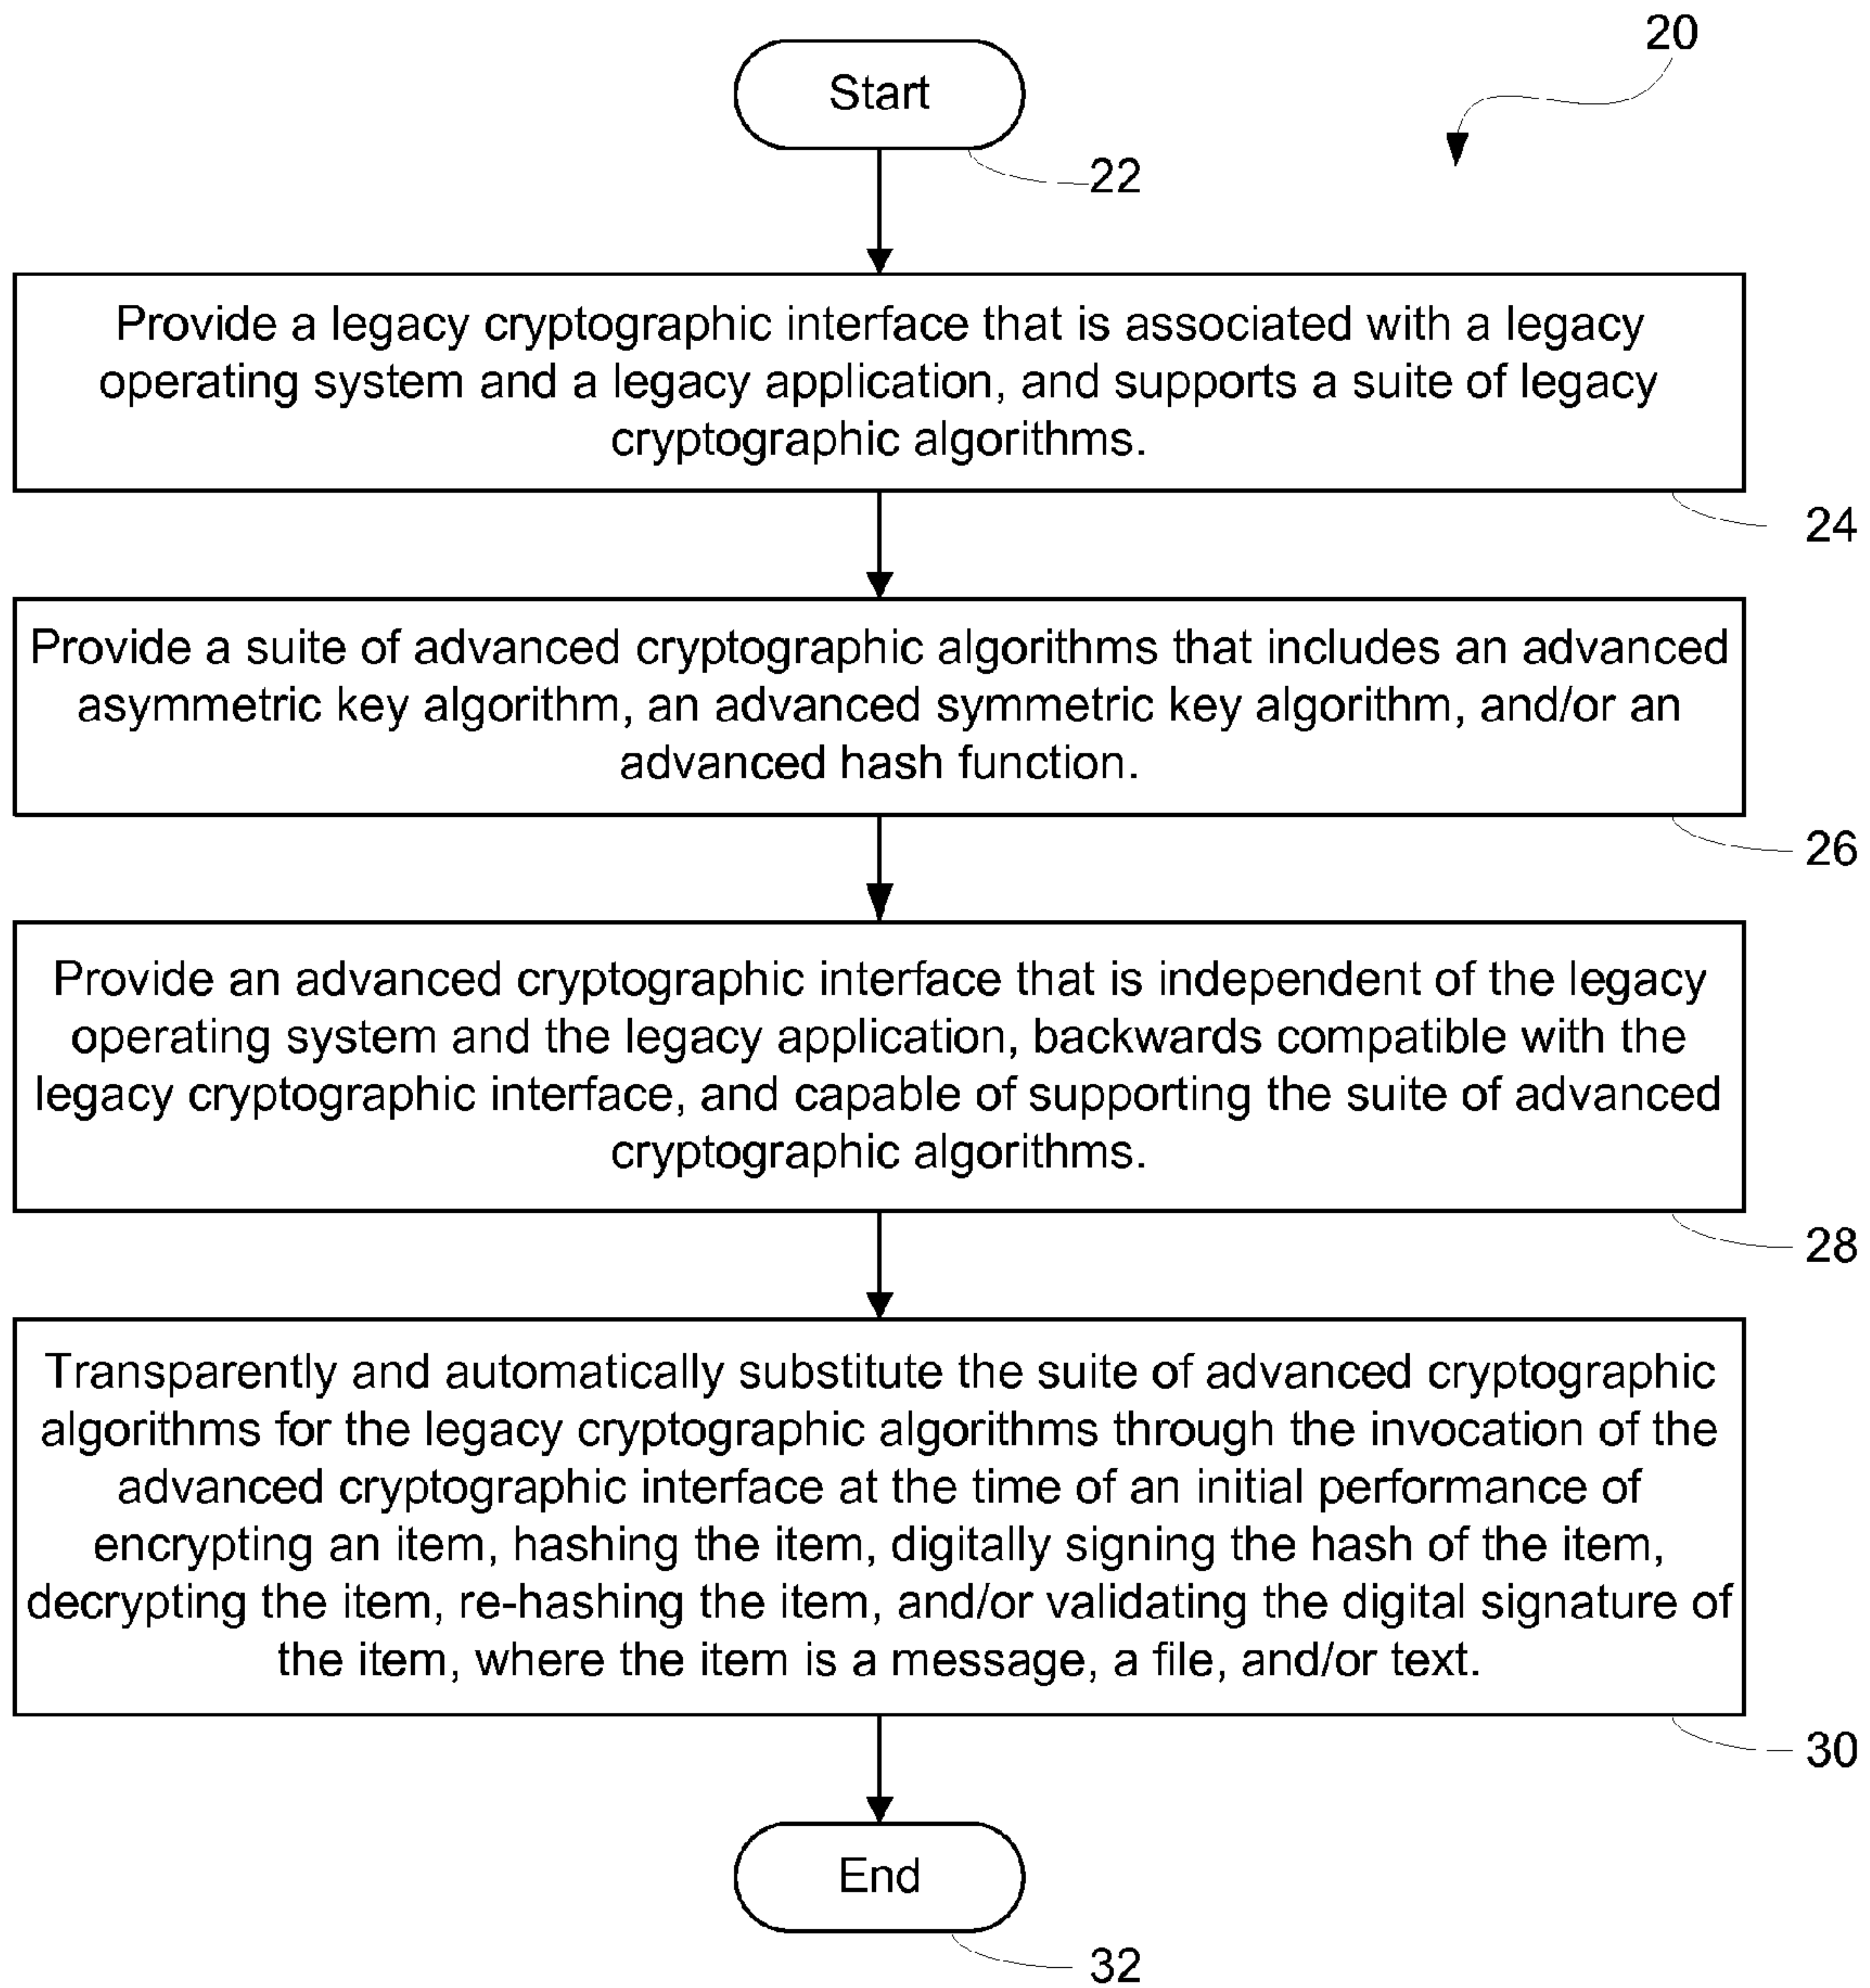 20
Start
22
Provide a legacy cryptographic interface that is associated with a legacy
operating system and a legacy application, and supports a suite of legacy
cryptographic algorithms.
24
Provide a suite of advanced cryptographic algorithms that includes an advanced
asymmetric key algorithm, an advanced symmetric key algorithm, and/or an
advanced hash function.
26
Provide an advanced cryptographic interface that is independent of the legacy
operating system and the legacy application, backwards compatible with the
legacy cryptographic interface, and capable of supporting the suite of advanced
cryptographic algorithms.
28
Transparently and automatically substitute the suite of advanced cryptographic
algorithms for the legacy cryptographic algorithms through the invocation of the
advanced cryptographic interface at the time of an initial performance of
encrypting an item, hashing the item, digitally signing the hash of the item,
decrypting the item, re-hashing the item, and/or validating the digital signature of
the item, where the item is a message, a file, and/or text.
30
End
32